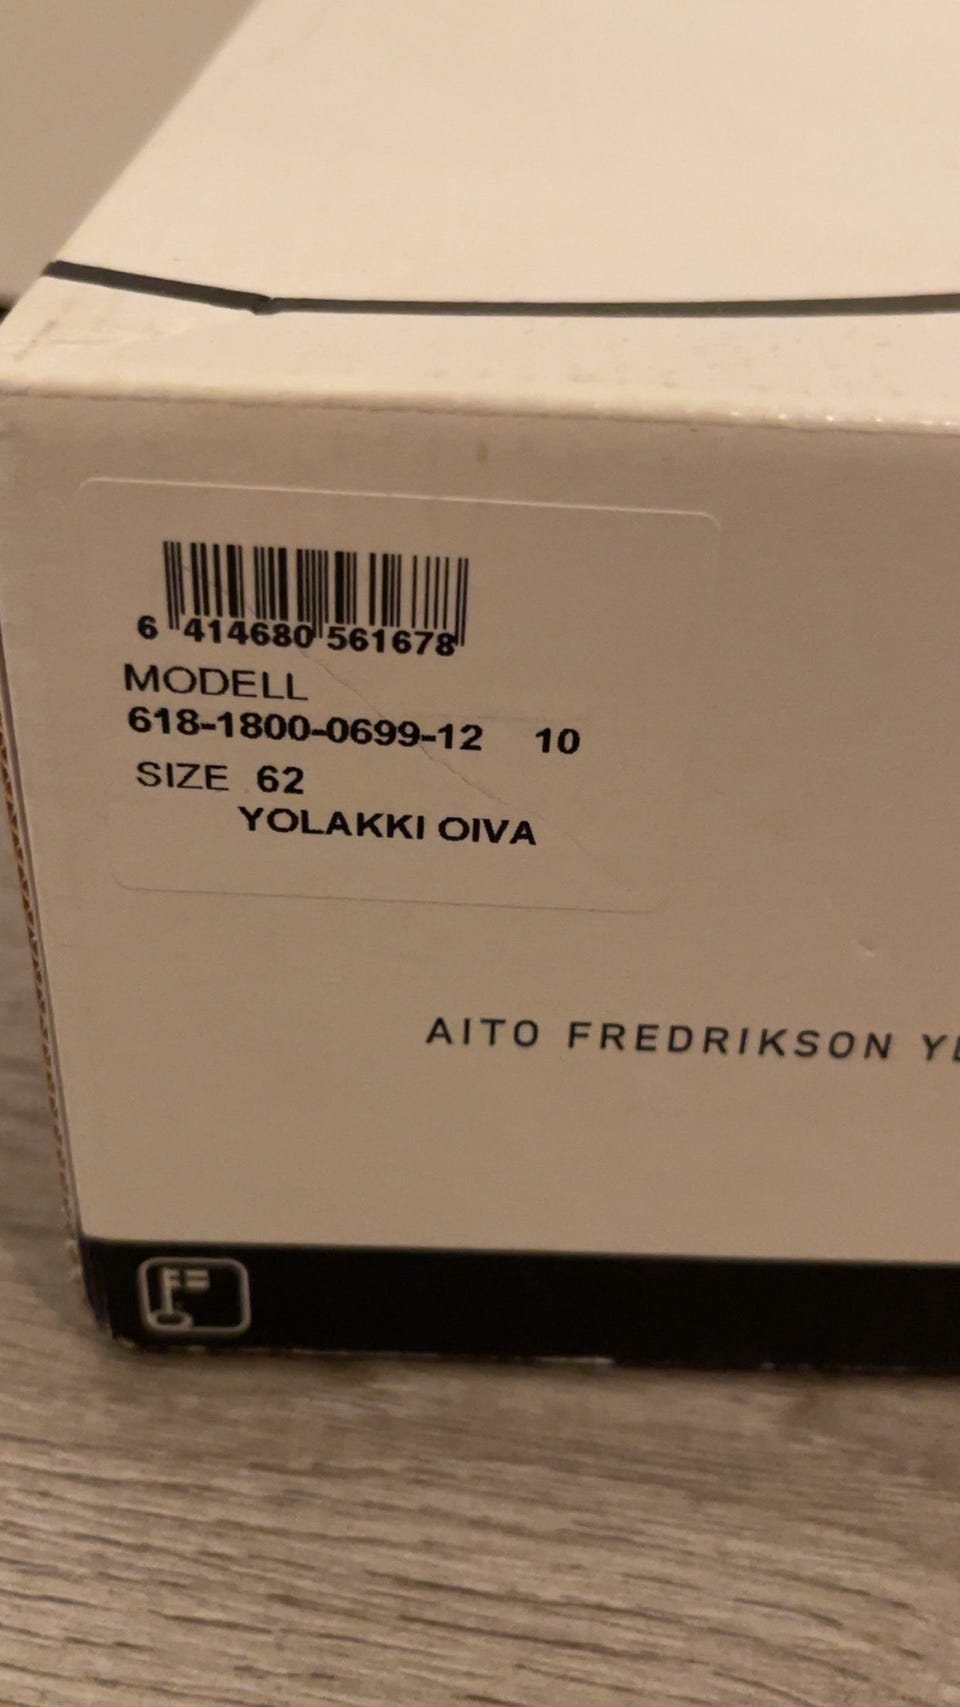 6 414680 561678
MODELL
618-1800-0699-12 10
SIZE 62
YOLAKKI OIVA
AITO FREDRIKSON